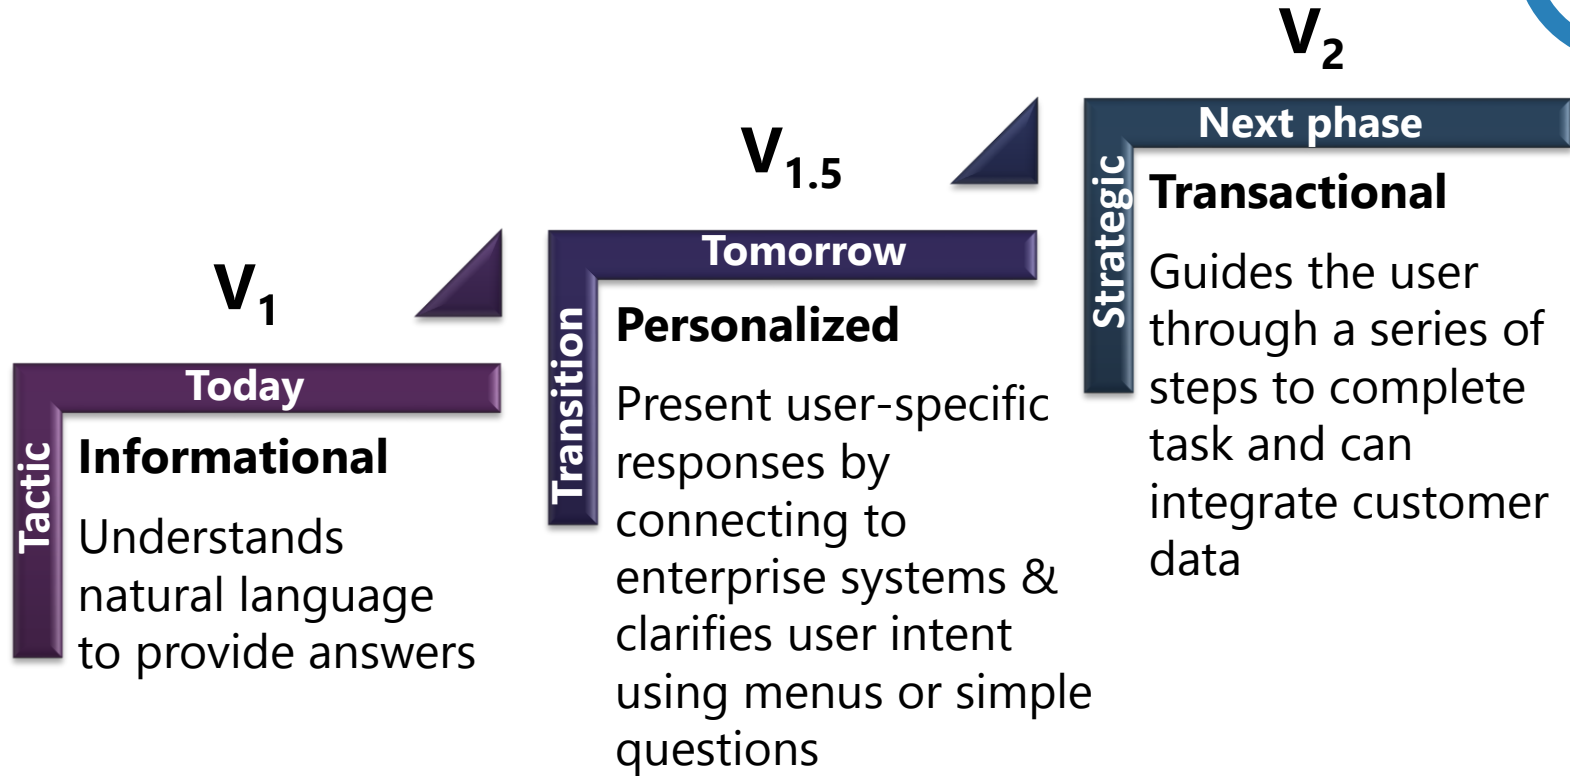 V1
Today
Tactic
Informational
Understands
natural language
to provide answers
V1.5
Tomorrow
Transition
Personalized
Present user-specific
responses by
connecting to
enterprise systems &
clarifies user intent
using menus or simple
questions
V2
Next phase
Strategic
Transactional
Guides the user
through a series of
steps to complete
task and can
integrate customer
data